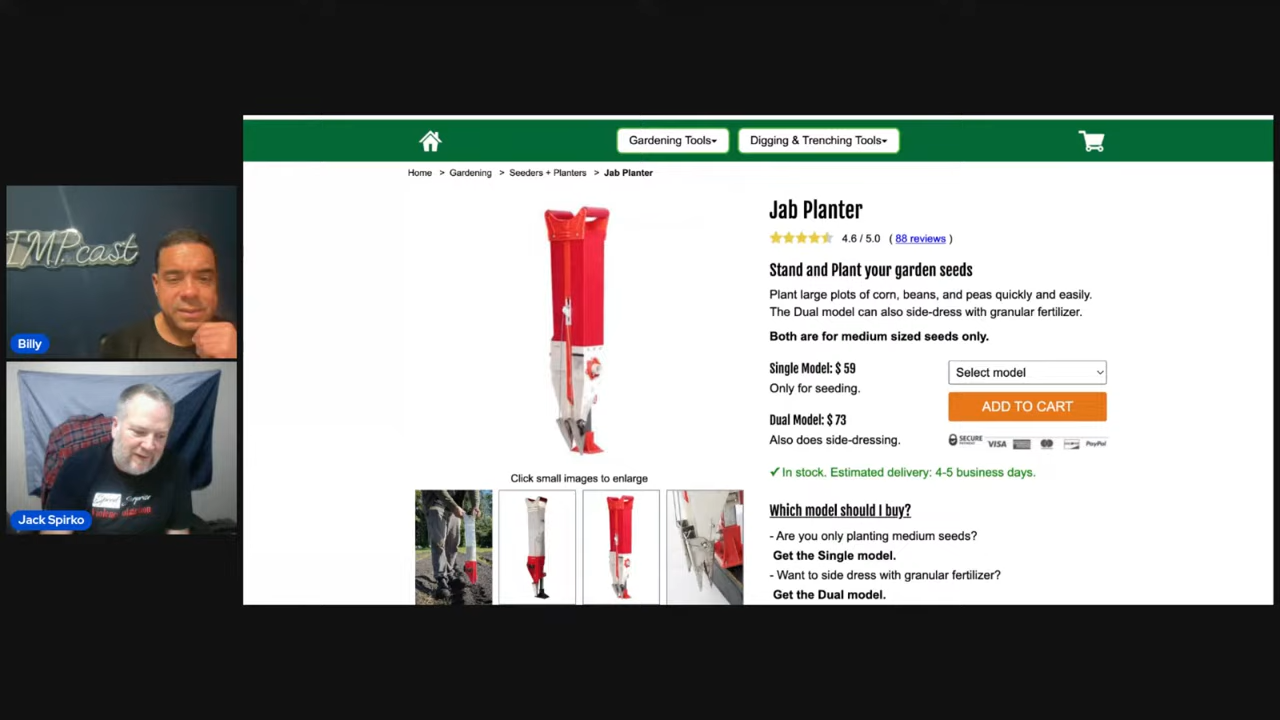 IMP.cast
Billy
Jack Spirko
Gardening Tools
Digging & Trenching Tools
Home > Gardening > Seeders + Planters > Jab Planter
Jab Planter
4.6 / 5.0 ( 88 reviews )
Stand and Plant your garden seeds
Plant large plots of corn, beans, and peas quickly and easily.
The Dual model can also side-dress with granular fertilizer.
Both are for medium sized seeds only.
Single Model: $ 59
Only for seeding.
Select model
ADD TO CART
Dual Model: $ 73
Also does side-dressing.
SECURE VISA PayPal
✓In stock. Estimated delivery: 4-5 business days.
Click small images to enlarge
Which model should I buy?
- Are you only planting medium seeds?
Get the Single model.
- Want to side dress with granular fertilizer?
Get the Dual model.